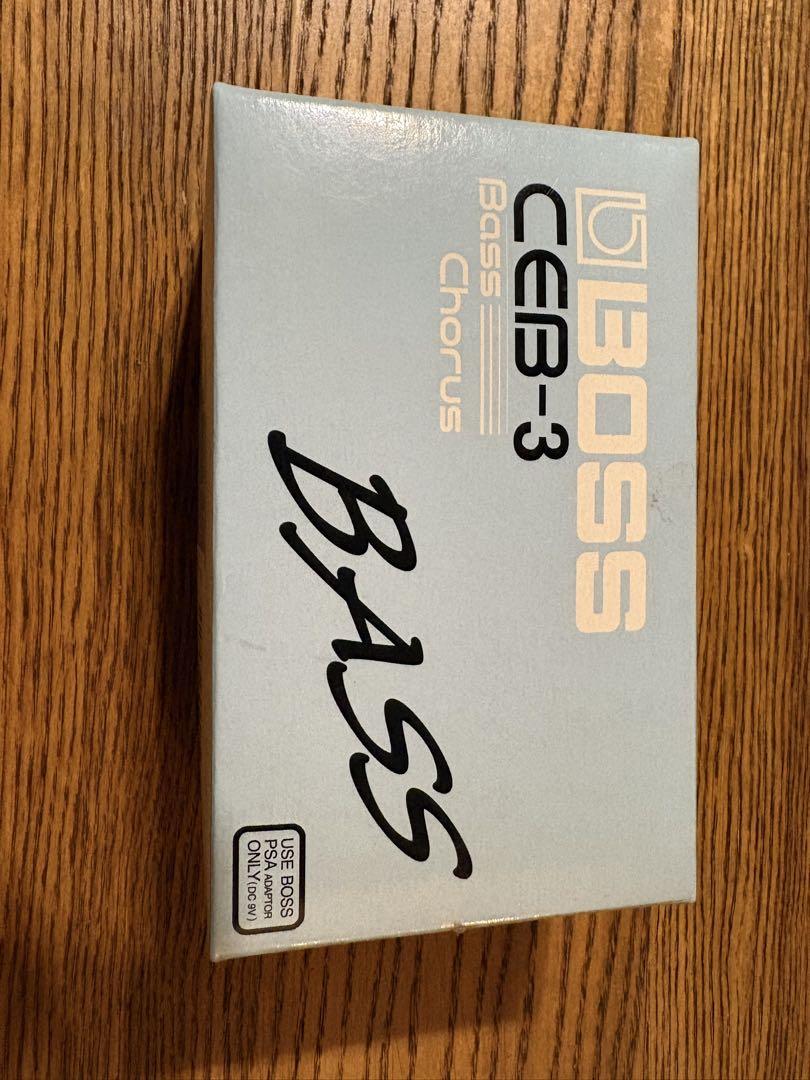 BOSS
CEB-3
Bass
Chorus
BASS
USE BOSS
PSA ADAPTOR
ONLY (DC 9V)